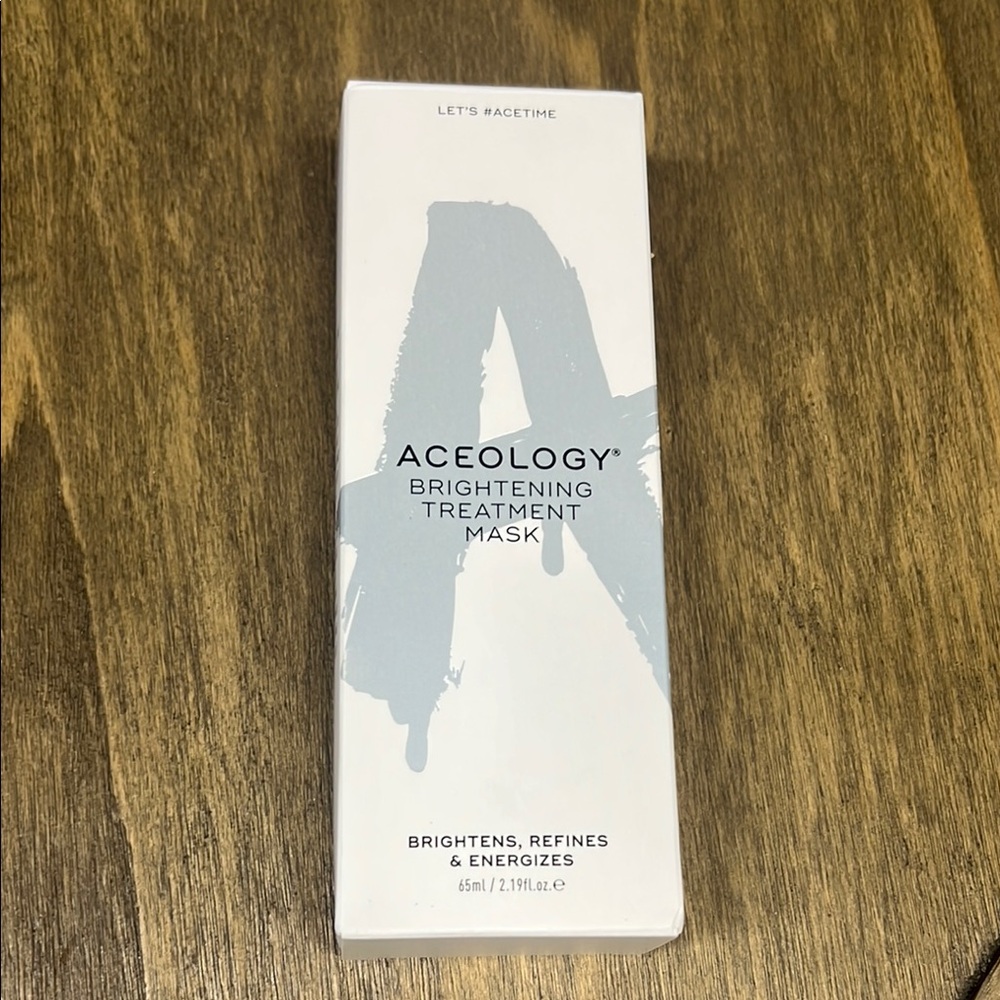 LET'S #ACETIME
ACEOLOGY®
BRIGHTENING
TREATMENT
MASK
BRIGHTENS, REFINES
& ENERGIZES
65ml / 2.19fl.oz.℮